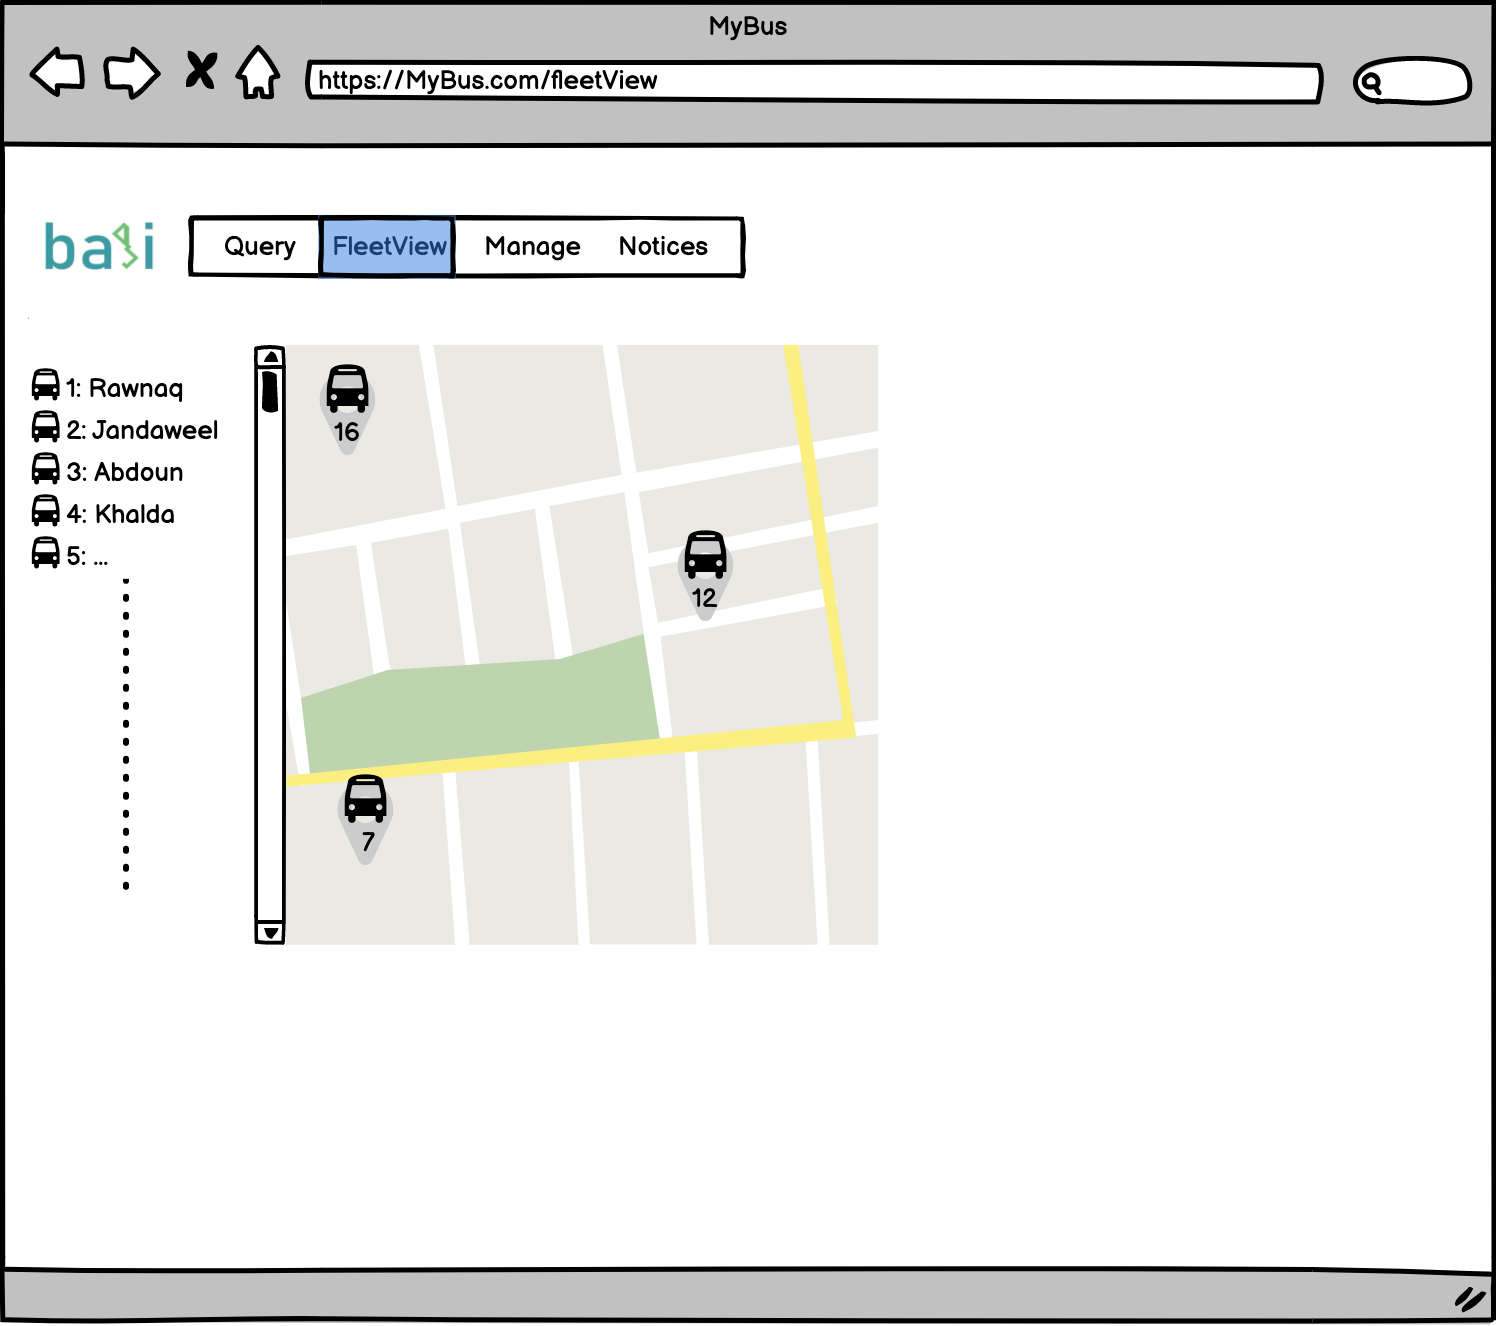 MyBus
https://MyBus.com/fleetView
Query FleetView Manage Notices
1: Rawnaq
2: Jandaweel
3: Abdoun
4: Khalda
5: ...
16
12
7